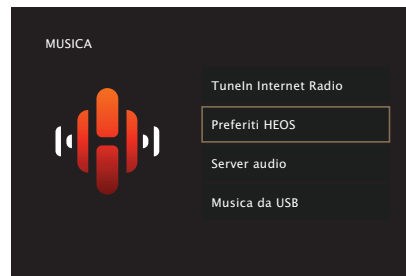 MUSICA
TuneIn Internet Radio
Preferiti HEOS
Server audio
Musica da USB